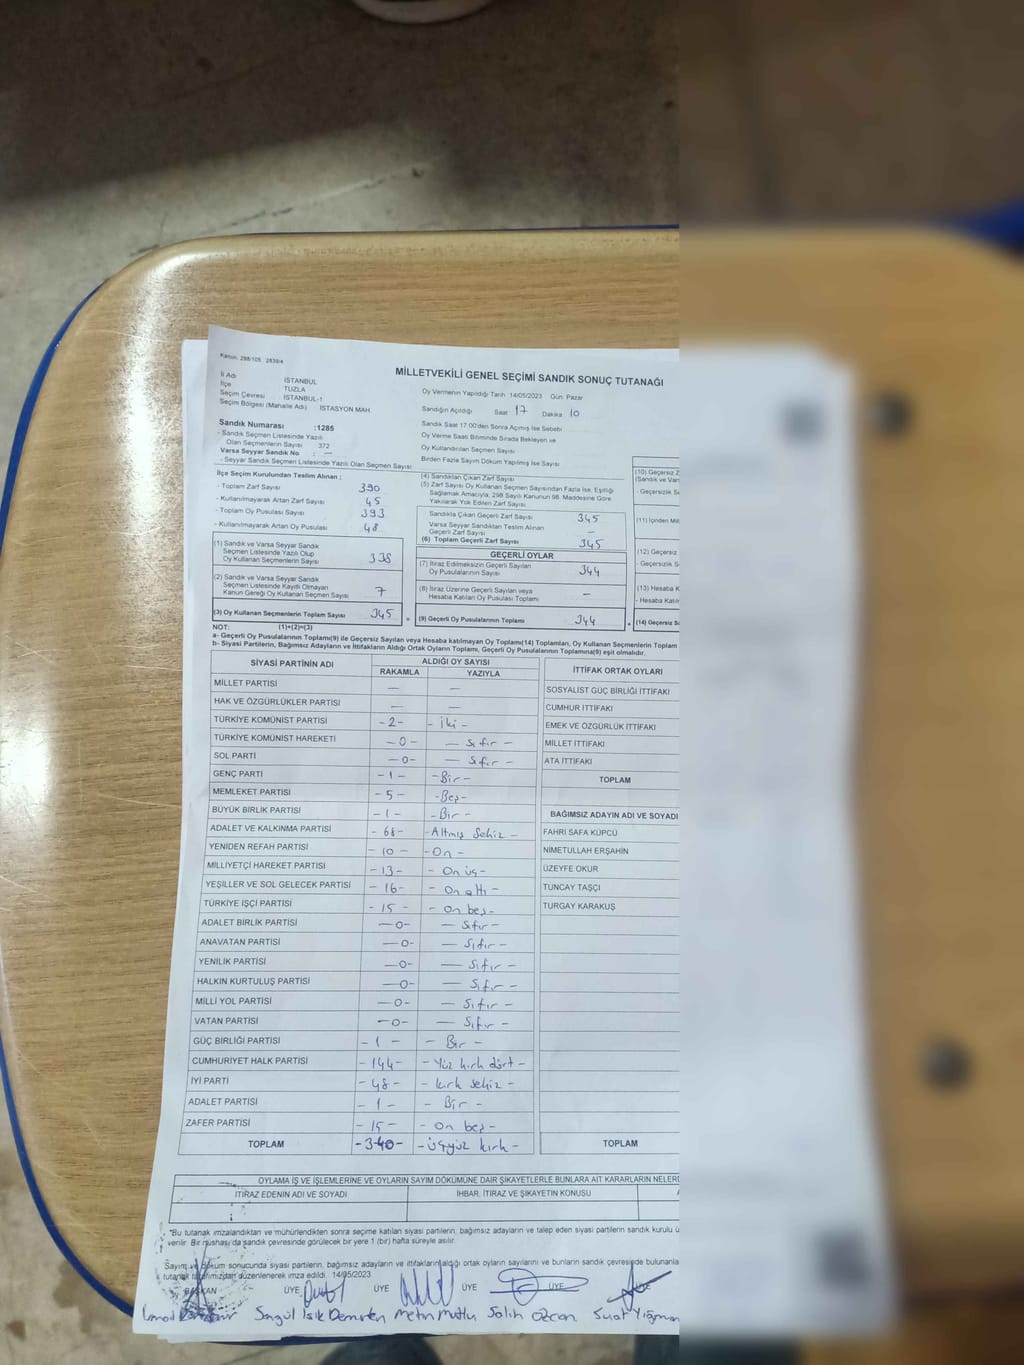 Kanun: 298/105 2839/4
MİLLETVEKİLİ GENEL SEÇİMİ SANDIK SONUÇ TUTANAĞI
İl Adı İSTANBUL
İlçe TUZLA
Seçim Çevresi İSTANBUL-1
Seçim Bölgesi (Mahalle Adı) İSTASYON MAH.
Sandık Numarası :1285
- Sandık Seçmen Listesinde Yazılı
Olan Seçmenlerin Sayısı 372
Varsa Seyyar Sandık No : —
- Seyyar Sandık Seçmen Listesinde Yazılı Olan Seçmen Sayısı:
Oy Vermenin Yapıldığı Tarih 14/05/2023 Gün: Pazar
Sandığın Açıldığı Saat 17 Dakika 10
Sandık Saat 17:00'den Sonra Açılmış İse Sebebi
Oy Verme Saati Bitiminde Sırada Bekleyen ve
Oy Kullandırılan Seçmen Sayısı
Birden Fazla Sayım Döküm Yapılmış İse Sayısı
İlçe Seçim Kurulundan Teslim Alınan ;
- Toplam Zarf Sayısı 390
- Kullanılmayarak Artan Zarf Sayısı 45
- Toplam Oy Pusulası Sayısı 393
- Kullanılmayarak Artan Oy Pusulası 48
(1) Sandık ve Varsa Seyyar Sandık
Seçmen Listesinde Yazılı Olup
Oy Kullanan Seçmenlerin Sayısı 338
(2) Sandık ve Varsa Seyyar Sandık
Seçmen Listesinde Kayıtlı Olmayan
Kanun Gereği Oy Kullanan Seçmen Sayısı 7
(3) Oy Kullanan Seçmenlerin Toplam Sayısı 345
(4) Sandıktan Çıkan Zarf Sayısı
(5) Zarf Sayısı Oy Kullanan Seçmen Sayısından Fazla İse, Eşitliği
Sağlamak Amacıyla, 298 Sayılı Kanunun 98. Maddesine Göre
Yakılarak Yok Edilen Zarf Sayısı
Sandıkta Çıkan Geçerli Zarf Sayısı 345
Varsa Seyyar Sandıktan Teslim Alınan
Geçerli Zarf Sayısı –
(6) Toplam Geçerli Zarf Sayısı 345
GEÇERLİ OYLAR
(7) İtiraz Edilmeksizin Geçerli Sayılan
Oy Pusulalarının Sayısı 344
(8) İtiraz Üzerine Geçerli Sayılan veya
Hesaba Katılan Oy Pusulası Toplamı –
(9) Geçerli Oy Pusulalarının Toplamı 344
(10) Geçersiz Z
(Sandık ve Var
- Geçersizlik S
(11) İçinden Mil
(12) Geçersiz
- Geçersizlik S
(13) Hesaba K
- Hesaba Katıl
(14) Geçersiz S
NOT: (1)+(2)=(3)
a- Geçerli Oy Pusulalarının Toplamı(9) ile Geçersiz Sayılan veya Hesaba katılmayan Oy Toplamı(14) Toplamları, Oy Kullanan Seçmenlerin Toplam
b- Siyasi Partilerin, Bağımsız Adayların ve İttifakların Aldığı Ortak Oyların Toplamı, Geçerli Oy Pusulalarının Toplamına(9) eşit olmalıdır.
SİYASİ PARTİNİN ADI ALDIĞI OY SAYISI
RAKAMLA YAZIYLA
MİLLET PARTİSİ — —
HAK VE ÖZGÜRLÜKLER PARTİSİ — —
TÜRKİYE KOMÜNİST PARTİSİ -2- - İki -
TÜRKİYE KOMÜNİST HAREKETİ -0- - Sıfır -
SOL PARTİ -0- - Sıfır -
GENÇ PARTİ -1- -Bir-
MEMLEKET PARTİSİ -5- -Beş-
BÜYÜK BİRLİK PARTİSİ -1- -Bir-
ADALET VE KALKINMA PARTİSİ -68- -Altmış Sekiz -
YENİDEN REFAH PARTİSİ -10- -On-
MİLLİYETÇİ HAREKET PARTİSİ -13- - On üç-
YEŞİLLER VE SOL GELECEK PARTİSİ -16- - On altı -
TÜRKİYE İŞÇİ PARTİSİ -15- - On beş-
ADALET BİRLİK PARTİSİ -0- - Sıfır -
ANAVATAN PARTİSİ -0- - Sıfır -
YENİLİK PARTİSİ -0- - Sıfır -
HALKIN KURTULUŞ PARTİSİ -0- - Sıfır -
MİLLİ YOL PARTİSİ -0- - Sıfır -
VATAN PARTİSİ -0- - Sıfır -
GÜÇ BİRLİĞİ PARTİSİ -1- - Bir -
CUMHURİYET HALK PARTİSİ -144- - Yüz kırk dört -
İYİ PARTİ -48- - kırk sekiz -
ADALET PARTİSİ -1- - Bir -
ZAFER PARTİSİ -15- - On beş-
TOPLAM -340- - üçyüz kırk -
İTTİFAK ORTAK OYLARI
SOSYALİST GÜÇ BİRLİĞİ İTTİFAKI
CUMHUR İTTİFAKI
EMEK VE ÖZGÜRLÜK İTTİFAKI
MİLLET İTTİFAKI
ATA İTTİFAKI
TOPLAM
BAĞIMSIZ ADAYIN ADI VE SOYADI
FAHRİ SAFA KÜPCÜ
NİMETULLAH ERŞAHİN
ÜZEYFE OKUR
TUNCAY TAŞÇI
TURGAY KARAKUŞ
TOPLAM
OYLAMA İŞ VE İŞLEMLERİNE VE OYLARIN SAYIM DÖKÜMÜNE DAİR ŞİKAYETLERLE BUNLARA AİT KARARLARIN NELERD
İTİRAZ EDENİN ADI VE SOYADI İHBAR, İTİRAZ VE ŞİKAYETİN KONUSU
*Bu tutanak imzalandıktan ve mühürlendikten sonra seçime katılan siyasi partilerin, bağımsız adayların ve talep eden siyasi partilerin sandık kurulu ü
verilir. Bir nüshası da sandık çevresinde görülecek bir yere 1 (bir) hafta süreyle asılır.
Sayım ve döküm sonucunda siyasi partilerin, bağımsız adayların ve ittifakların aldığı ortak oyların sayılarını ve bunların sandık çevresinde bulunanla
tutanak tarafımızdan düzenlenerek imza edildi. 14/05/2023
BAŞKAN ÜYE ÜYE ÜYE ÜYE ÜYE
Songül Işık Demirten Metin Mutlu Salih Özcan Suat Yığman